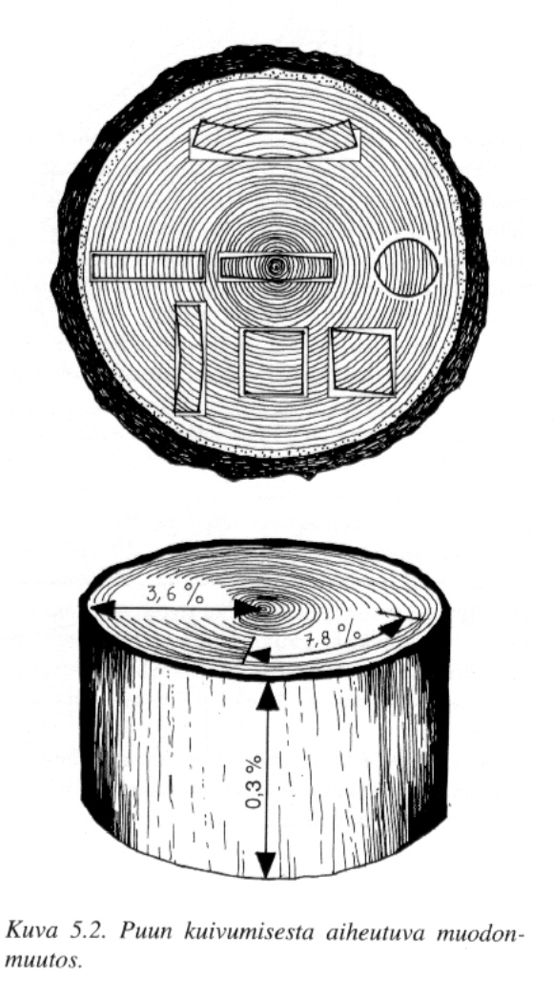 3,6 %
7,8 %
0,3 %
Kuva 5.2. Puun kuivumisesta aiheutuva muodon-
muutos.